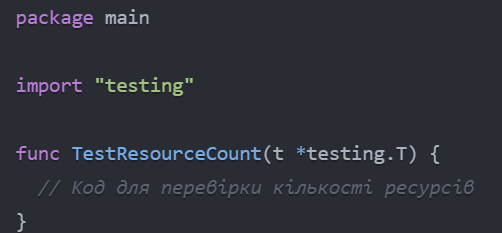 package main
import "testing"
func TestResourceCount(t *testing.T) {
// Код для перевірки кількості ресурсів
}